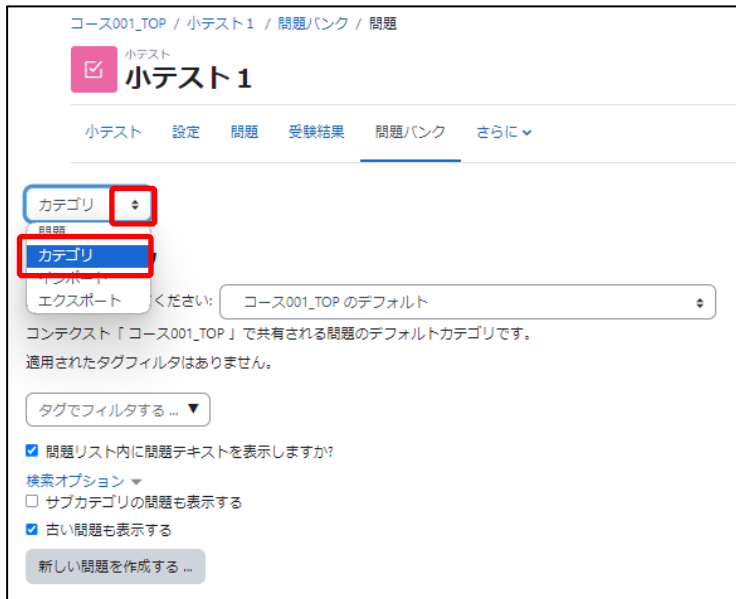 コース001_TOP / 小テスト1 / 問題バンク / 問題
小テスト
小テスト1
小テスト 設定 問題 受験結果 問題バンク さらに
カテゴリ
問題
カテゴリ
インポート
エクスポート
ください: コース001_TOP のデフォルト
コンテクスト「 コース001_TOP 」で共有される問題のデフォルトカテゴリです。
適用されたタグフィルタはありません。
タグでフィルタする ... ▼
問題リスト内に問題テキストを表示しますか?
検索オプション
サブカテゴリの問題も表示する
古い問題も表示する
新しい問題を作成する ...